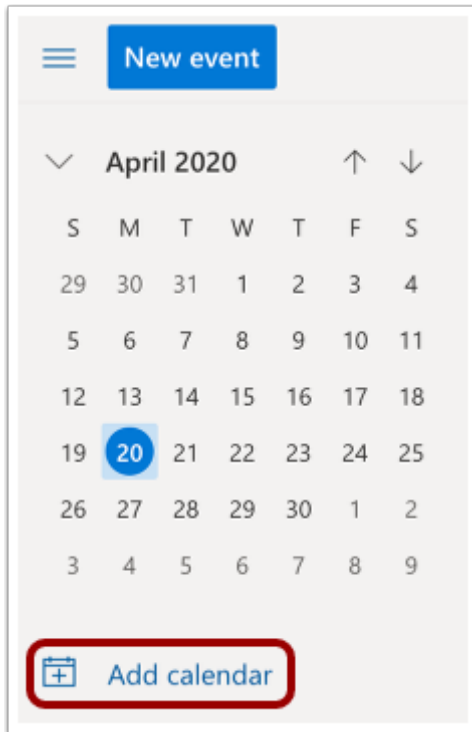 New event
April 2020
S M T W T F S
29 30 31 1 2 3 4
5 6 7 8 9 10 11
12 13 14 15 16 17 18
19 20 21 22 23 24 25
26 27 28 29 30 1 2
3 4 5 6 7 8 9
Add calendar